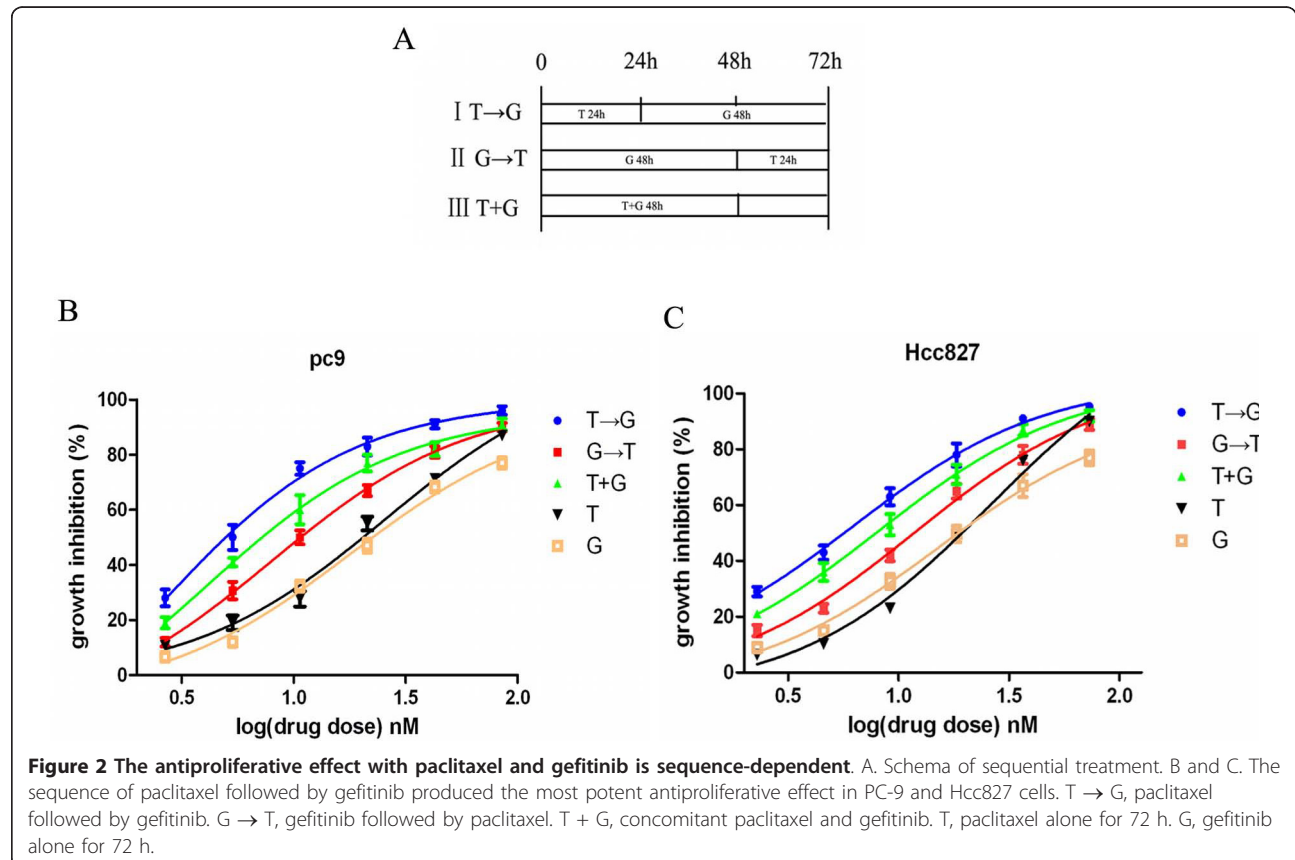 A
0 24h 48h 72h
I T→G T 24h G 48h
II G→T G 48h T 24h
III T+G T+G 48h
B
pc9
growth inhibition (%)
100
80
60
40
20
0
0.5 1.0 1.5 2.0
log(drug dose) nM
T→G
G→T
T+G
T
G
C
Hcc827
growth inhibition (%)
100
80
60
40
20
0
0.5 1.0 1.5 2.0
log(drug dose) nM
T→G
G→T
T+G
T
G
Figure 2 The antiproliferative effect with paclitaxel and gefitinib is sequence-dependent. A. Schema of sequential treatment. B and C. The
sequence of paclitaxel followed by gefitinib produced the most potent antiproliferative effect in PC-9 and Hcc827 cells. T → G, paclitaxel
followed by gefitinib. G → T, gefitinib followed by paclitaxel. T + G, concomitant paclitaxel and gefitinib. T, paclitaxel alone for 72 h. G, gefitinib
alone for 72 h.